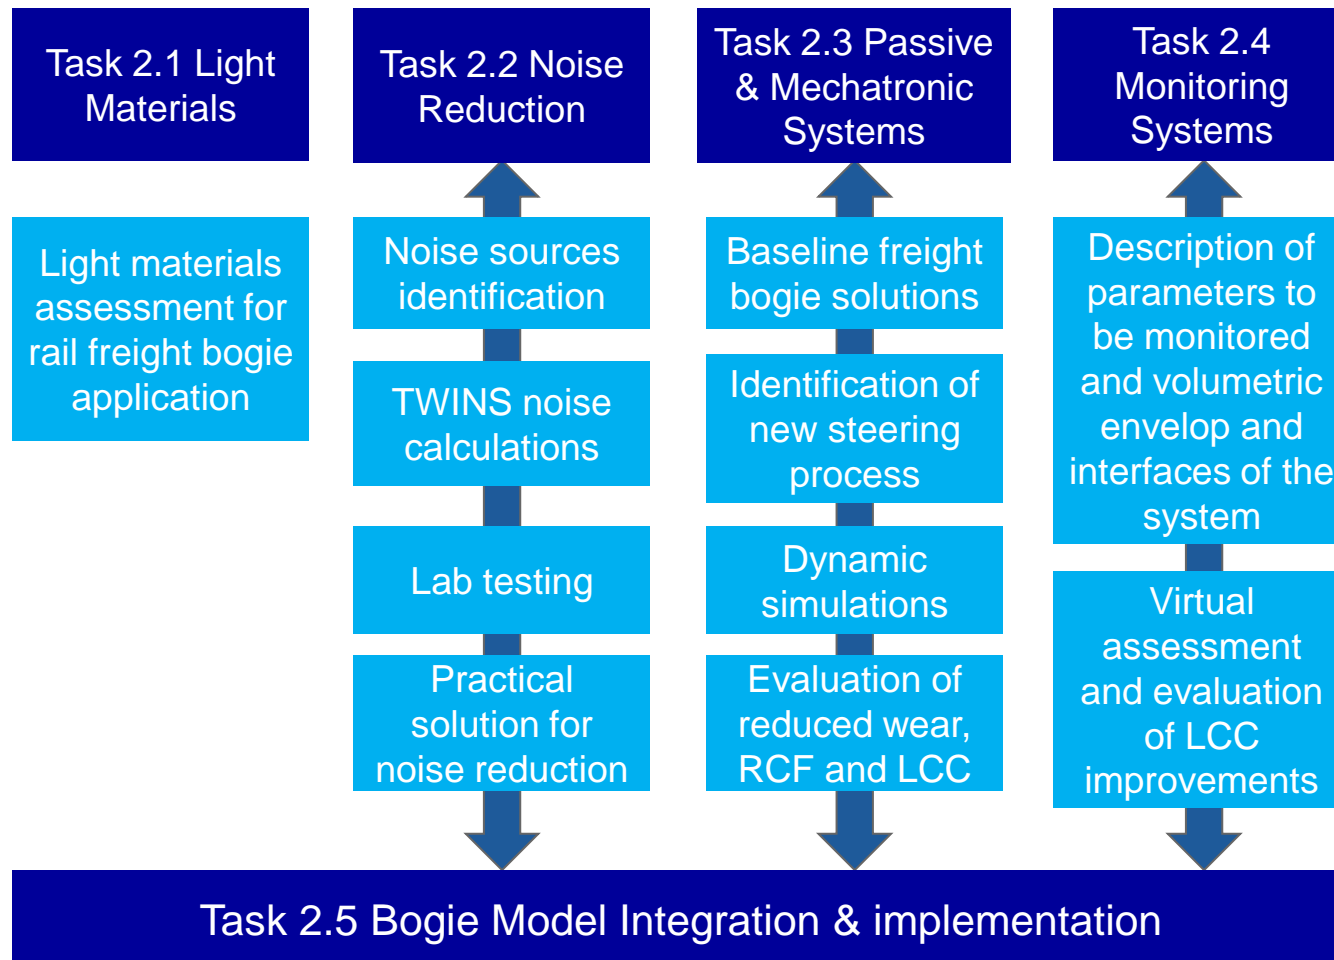 Task 2.1 Light
Materials
Task 2.2 Noise
Reduction
Task 2.3 Passive
& Mechatronic
Systems
Task 2.4
Monitoring
Systems
Light materials
assessment for
rail freight bogie
application
Noise sources
identification
TWINS noise
calculations
Lab testing
Practical
solution for
noise reduction
Baseline freight
bogie solutions
Identification of
new steering
process
Dynamic
simulations
Evaluation of
reduced wear,
RCF and LCC
Description of
parameters to
be monitored
and volumetric
envelop and
interfaces of the
system
Virtual
assessment
and evaluation
of LCC
improvements
Task 2.5 Bogie Model Integration & implementation